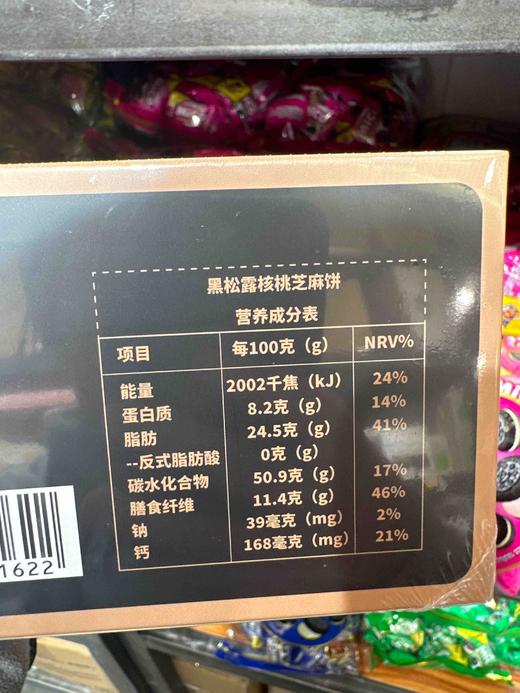 黑松露核桃芝麻饼
营养成分表
项目 每100克（g） NRV%
能量 2002千焦（kJ） 24%
蛋白质 8.2克（g） 14%
脂肪 24.5克（g） 41%
--反式脂肪酸 0克（g）
碳水化合物 50.9克（g） 17%
膳食纤维 11.4克（g） 46%
钠 39毫克（mg） 2%
钙 168毫克（mg） 21%
1622